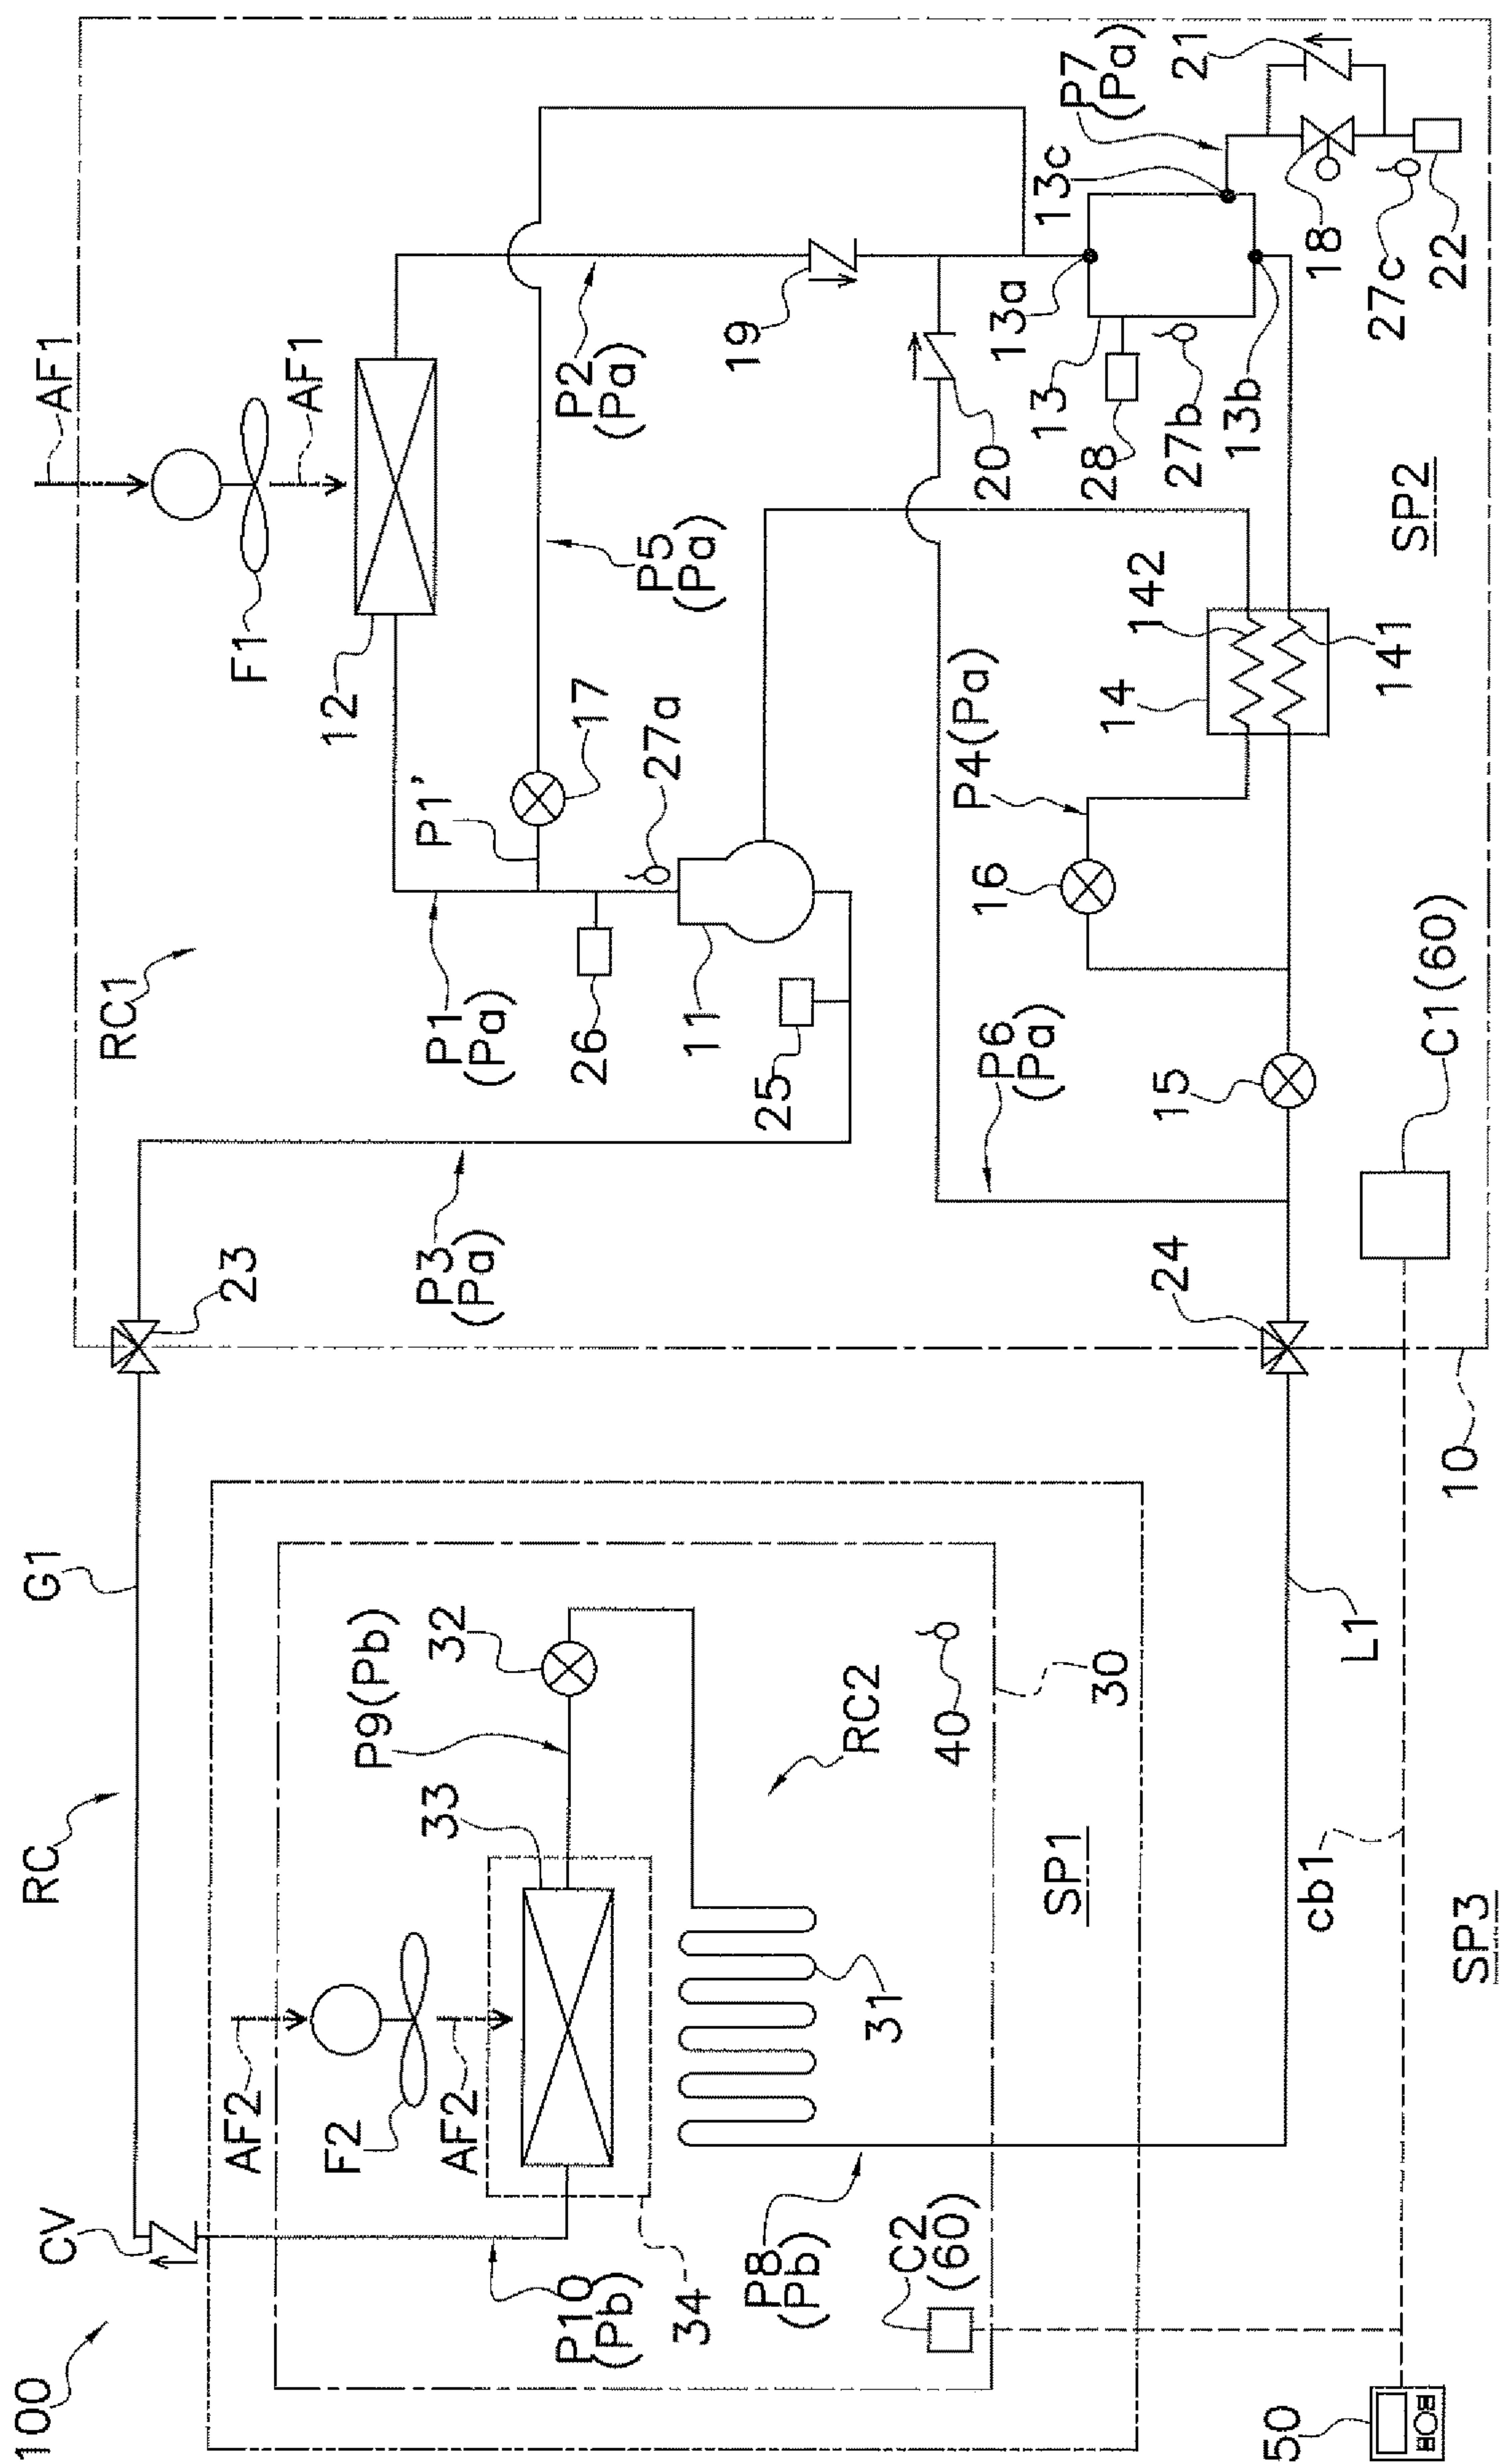 100
CV
RC
G1
23
RC1
AF1
F1
AF1
12
P1
(Pa)
P1'
26
27a
17
P5
(Pa)
P2
(Pa)
19
P3
(Pa)
25
11
20
13a
13
28
27b
13b
13c
P7
(Pa)
21
18
27c
22
SP2
P6
(Pa)
16
P4(Pa)
14
142
141
15
24
C1(60)
10
AF2
F2
AF2
P9(Pb)
32
33
P10
(Pb)
34
31
RC2
40
30
P8
(Pb)
C2
(60)
SP1
L1
cb1
SP3
50